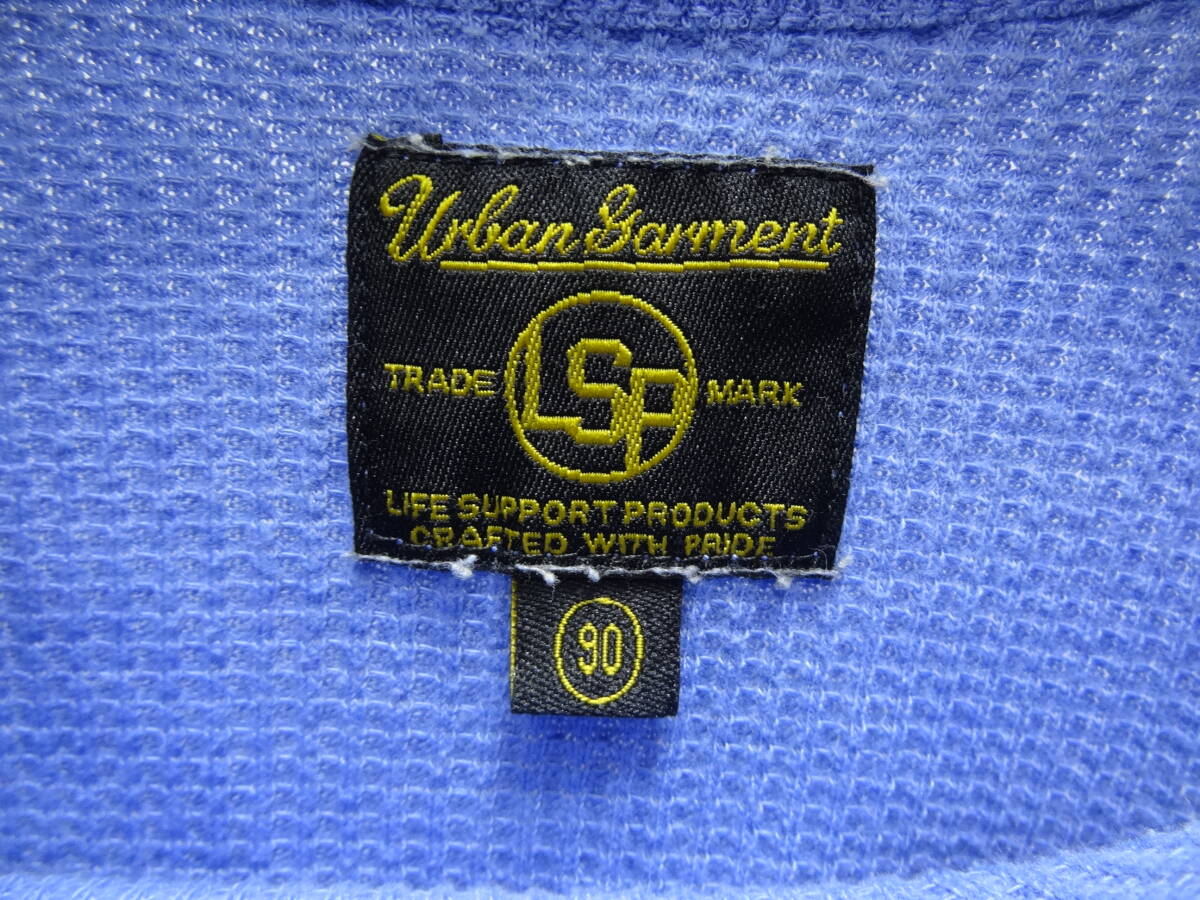 Urban Garment
TRADE LSP MARK
LIFE SUPPORT PRODUCTS
CRAFTED WITH PRIDE
90